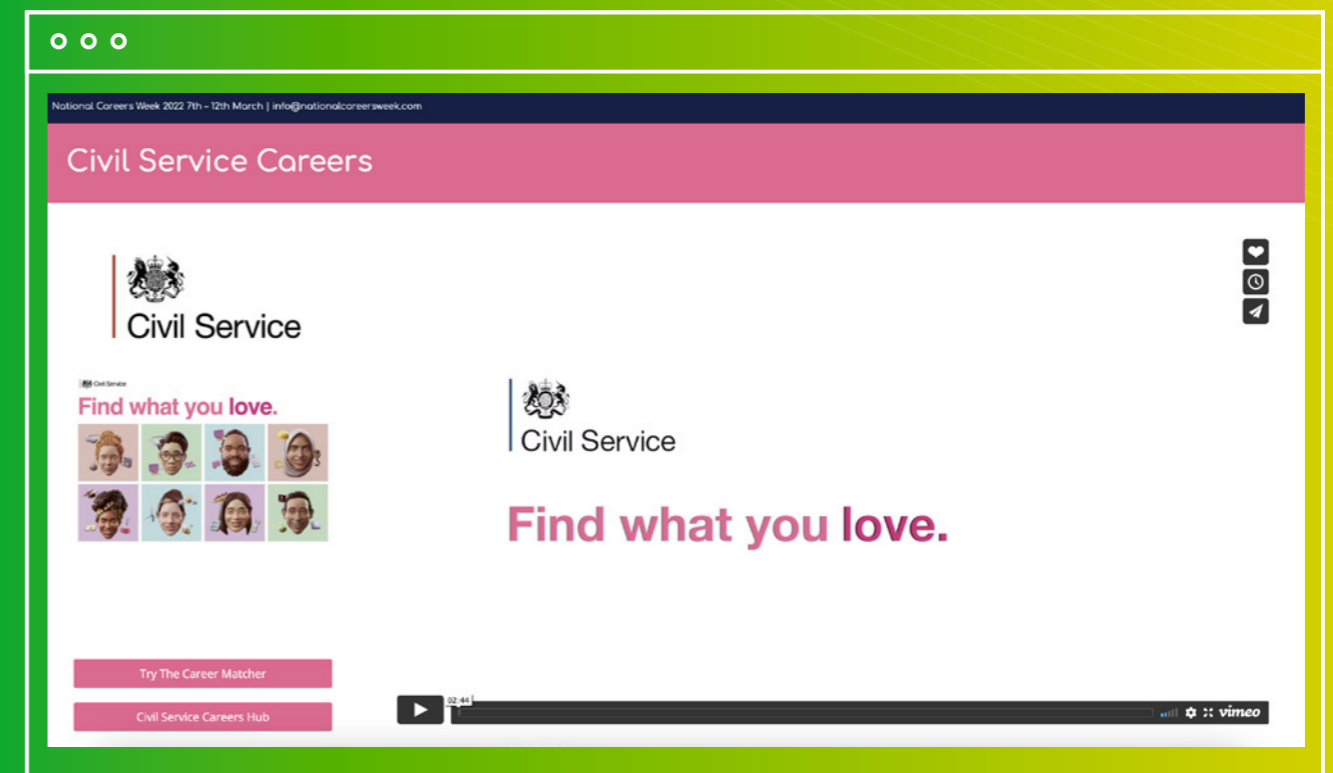 National Careers Week 2022 7th – 12th March | info@nationalcareersweek.com
Civil Service Careers
Civil Service
Civil Service
Find what you love.
Civil Service
Find what you love.
Try The Career Matcher
Civil Service Careers Hub
02:44
vimeo